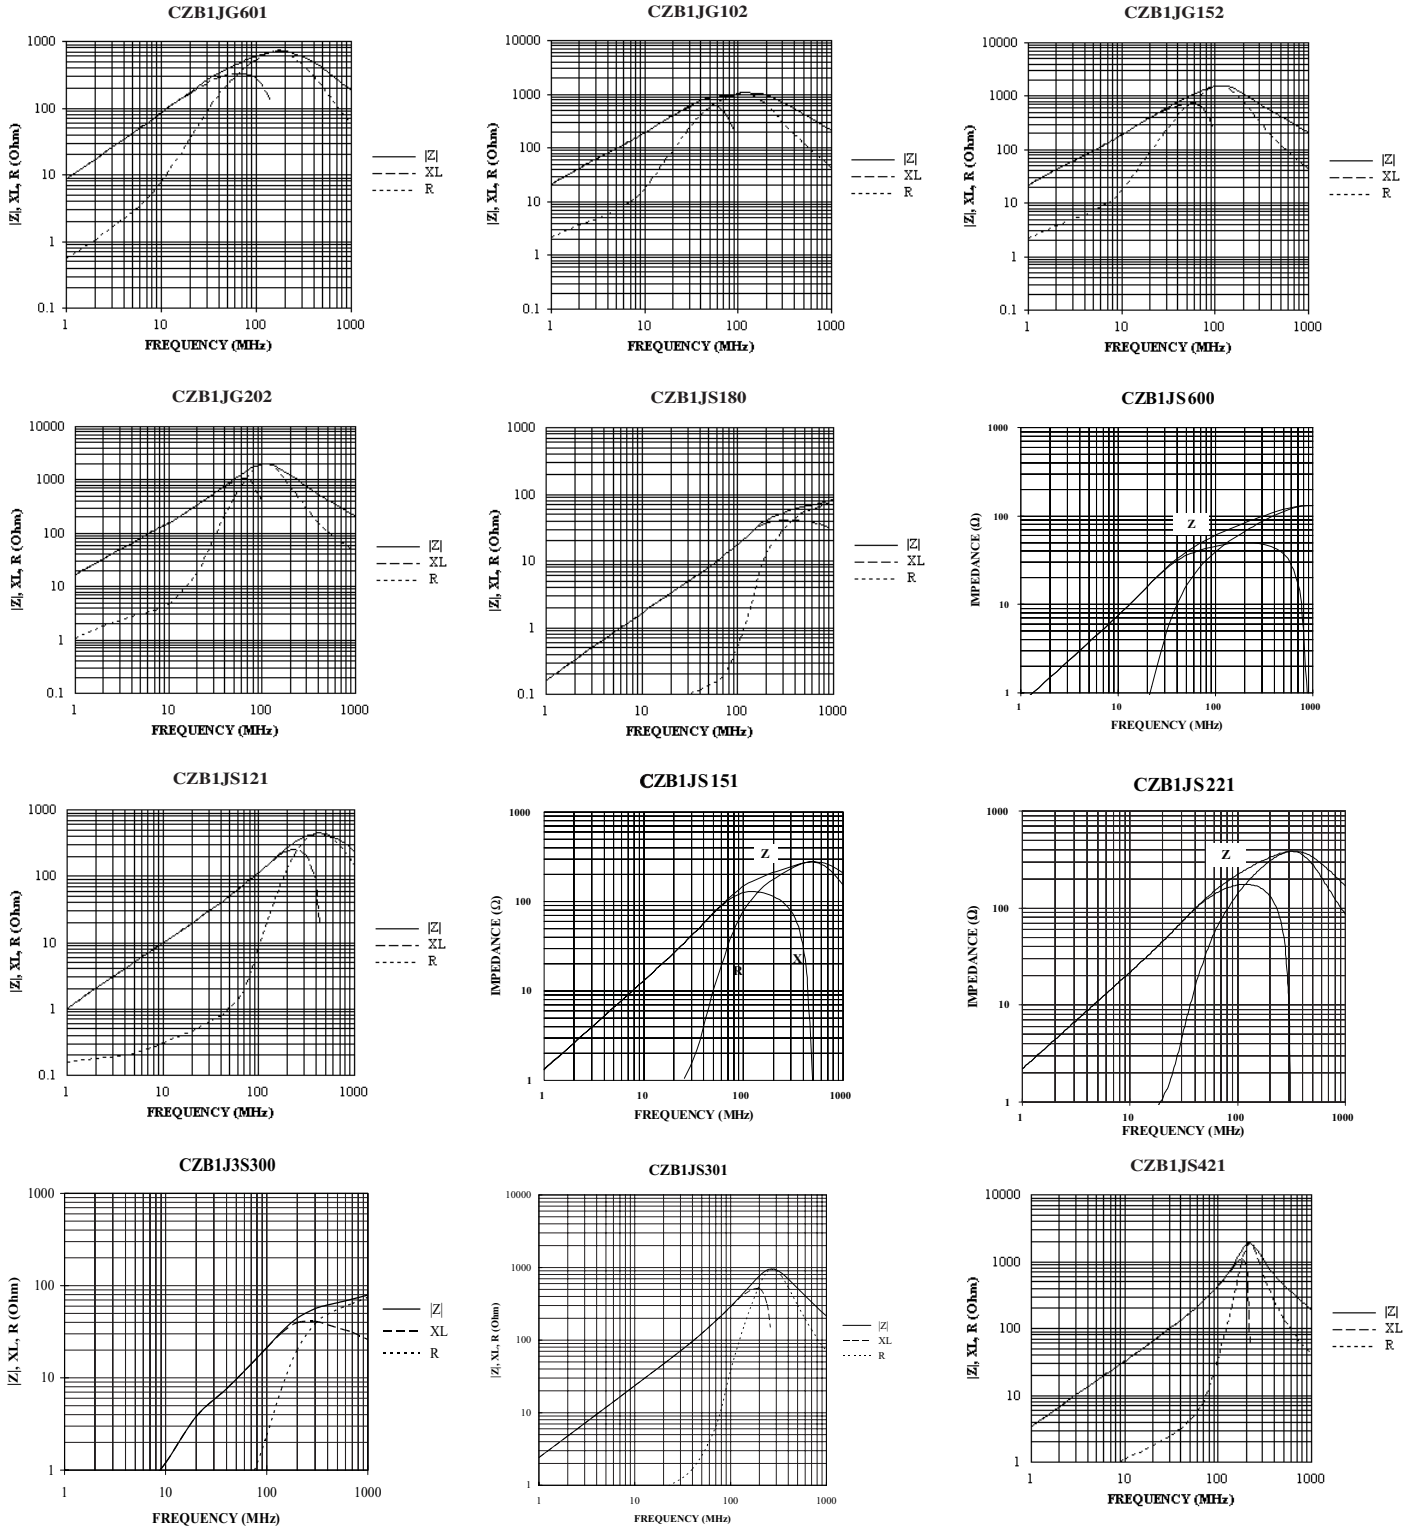 CZB1JG601
1000
100
10
1
0.1
|Z|, XL, R (Ohm)
1 10 100 1000
FREQUENCY (MHz)
|Z|
XL
R
CZB1JG102
10000
1000
100
10
1
0.1
|Z|, XL, R (Ohm)
1 10 100 1000
FREQUENCY (MHz)
|Z|
XL
R
CZB1JG152
10000
1000
100
10
1
0.1
|Z|, XL, R (Ohm)
1 10 100 1000
FREQUENCY (MHz)
|Z|
XL
R
CZB1JG202
10000
1000
100
10
1
0.1
|Z|, XL, R (Ohm)
1 10 100 1000
FREQUENCY (MHz)
|Z|
XL
R
CZB1JS180
1000
100
10
1
0.1
|Z|, XL, R (Ohm)
1 10 100 1000
FREQUENCY (MHz)
|Z|
XL
R
CZB1JS600
1000
100
10
1
IMPEDANCE (Ω)
Z
1 10 100 1000
FREQUENCY (MHz)
CZB1JS121
1000
100
10
1
0.1
|Z|, XL, R (Ohm)
1 10 100 1000
FREQUENCY (MHz)
|Z|
XL
R
CZB1JS151
1000
100
10
1
IMPEDANCE (Ω)
Z
R
X
1 10 100 1000
FREQUENCY (MHz)
CZB1JS221
1000
100
10
1
IMPEDANCE (Ω)
Z
1 10 100 1000
FREQUENCY (MHz)
CZB1J3S300
1000
100
10
1
|Z|, XL, R (Ohm)
1 10 100 1000
FREQUENCY (MHz)
|Z|
XL
R
CZB1JS301
10000
1000
100
10
1
|Z|, XL, R (Ohm)
1 10 100 1000
FREQUENCY (MHz)
|Z|
XL
R
CZB1JS421
10000
1000
100
10
1
|Z|, XL, R (Ohm)
1 10 100 1000
FREQUENCY (MHz)
|Z|
XL
R